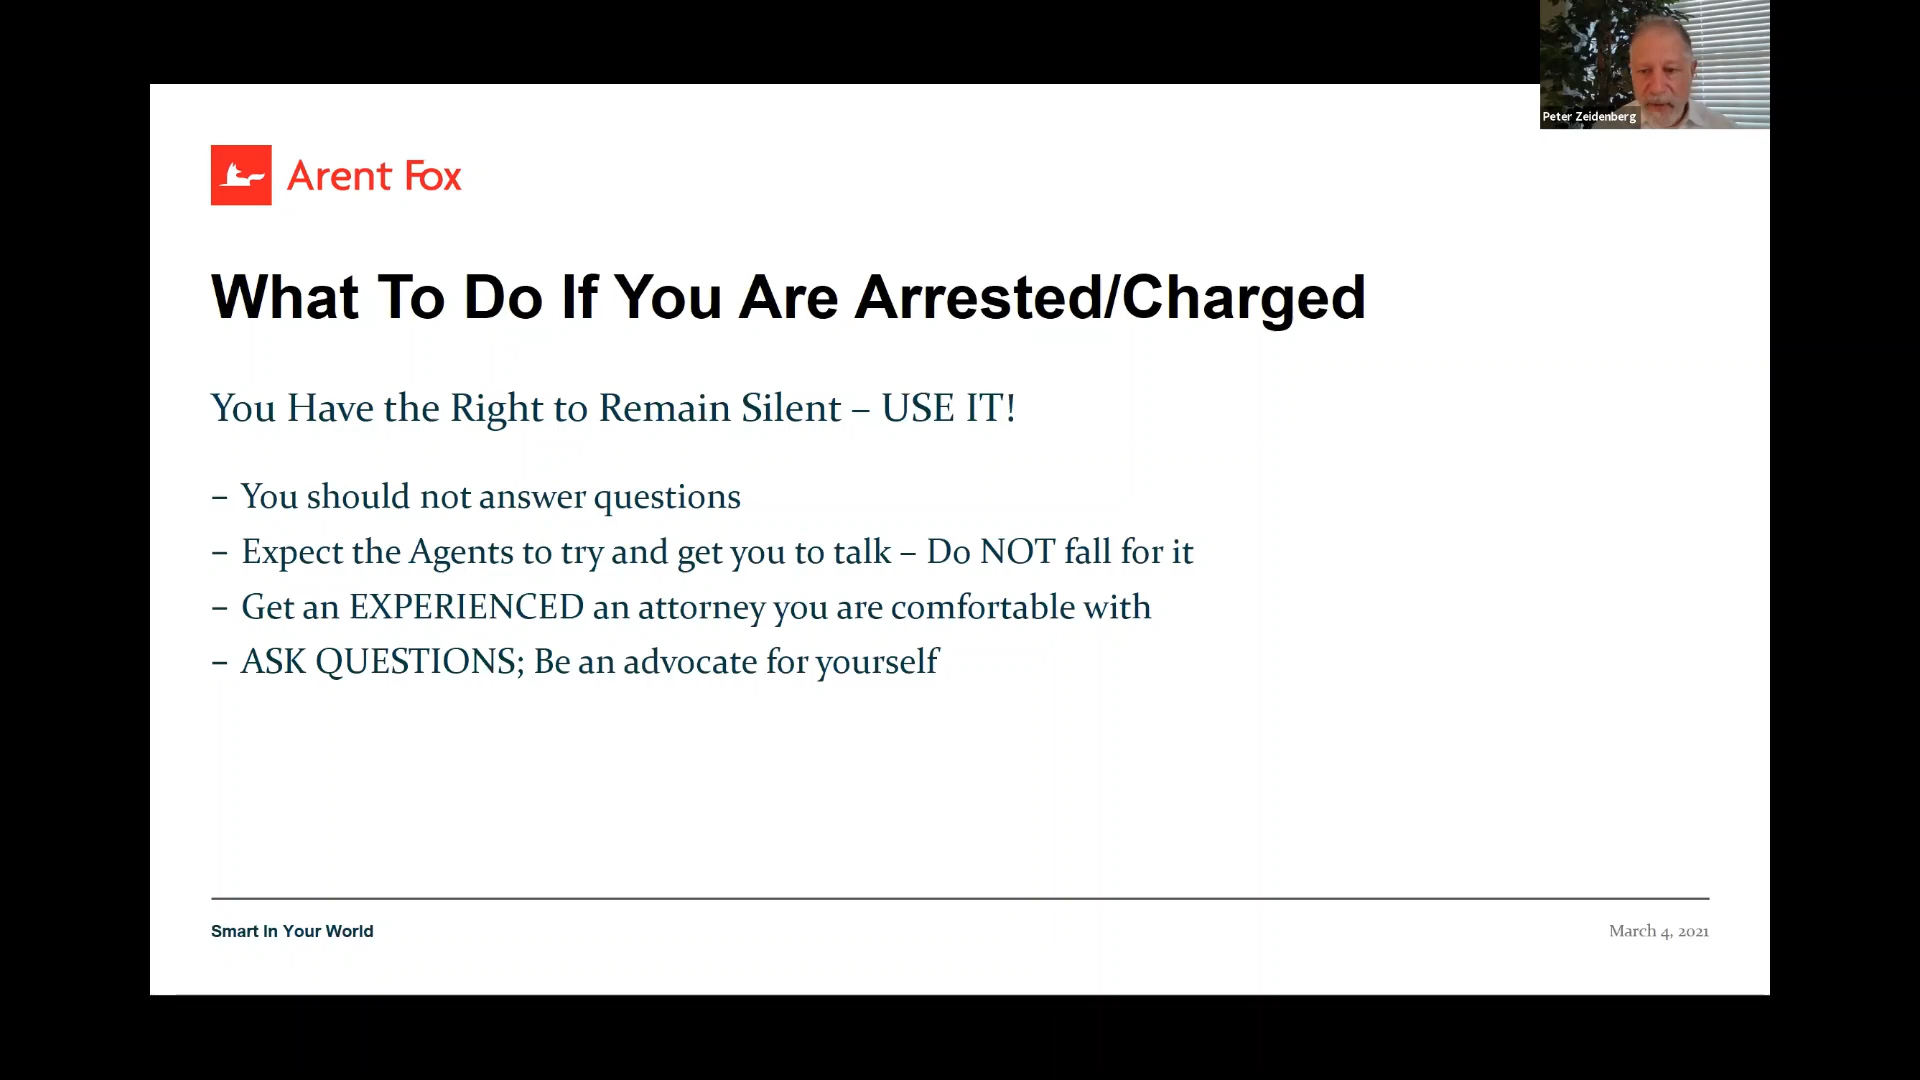 Peter Zeidenberg
Arent Fox
What To Do If You Are Arrested/Charged
You Have the Right to Remain Silent – USE IT!
– You should not answer questions
– Expect the Agents to try and get you to talk – Do NOT fall for it
– Get an EXPERIENCED an attorney you are comfortable with
– ASK QUESTIONS; Be an advocate for yourself
Smart In Your World
March 4, 2021